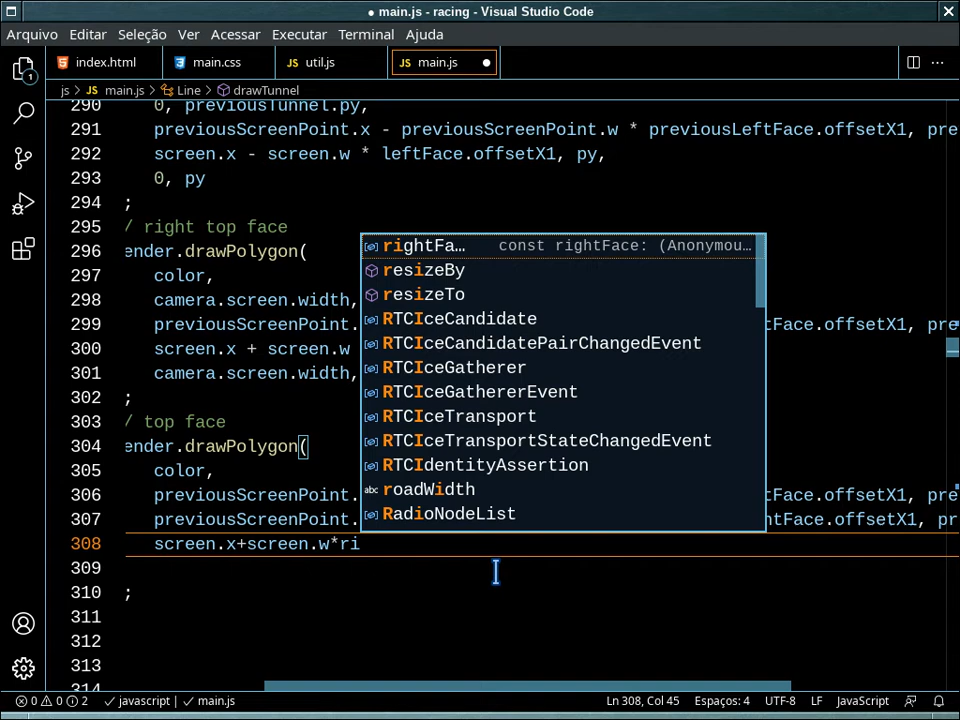 ● main.js - racing - Visual Studio Code
Arquivo Editar Seleção Ver Acessar Executar Terminal Ajuda
1
index.html main.css JS util.js JS main.js ●
js > JS main.js > Line > drawTunnel
290 0, previousTunnel.py,
291 previousScreenPoint.x - previousScreenPoint.w * previousLeftFace.offsetX1, pre
292 screen.x - screen.w * leftFace.offsetX1, py,
293 0, py
294 ;
295 / right top face
296 ender.drawPolygon(
297 color,
298 camera.screen.width,
299 previousScreenPoint. tFace.offsetX1, pre
300 screen.x + screen.w
301 camera.screen.width,
302 ;
303 / top face
304 ender.drawPolygon(
305 color,
306 previousScreenPoint. tFace.offsetX1, pre
307 previousScreenPoint. htFace.offsetX1, pr
308 screen.x+screen.w*ri
309
310 ;
311
312
313
314
rightFa… const rightFace: (Anonymou…
resizeBy
resizeTo
RTCIceCandidate
RTCIceCandidatePairChangedEvent
RTCIceGatherer
RTCIceGathererEvent
RTCIceTransport
RTCIceTransportStateChangedEvent
RTCIdentityAssertion
abc roadWidth
RadioNodeList
0 0 2 ✓ javascript | ✓ main.js Ln 308, Col 45 Espaços: 4 UTF-8 LF JavaScript